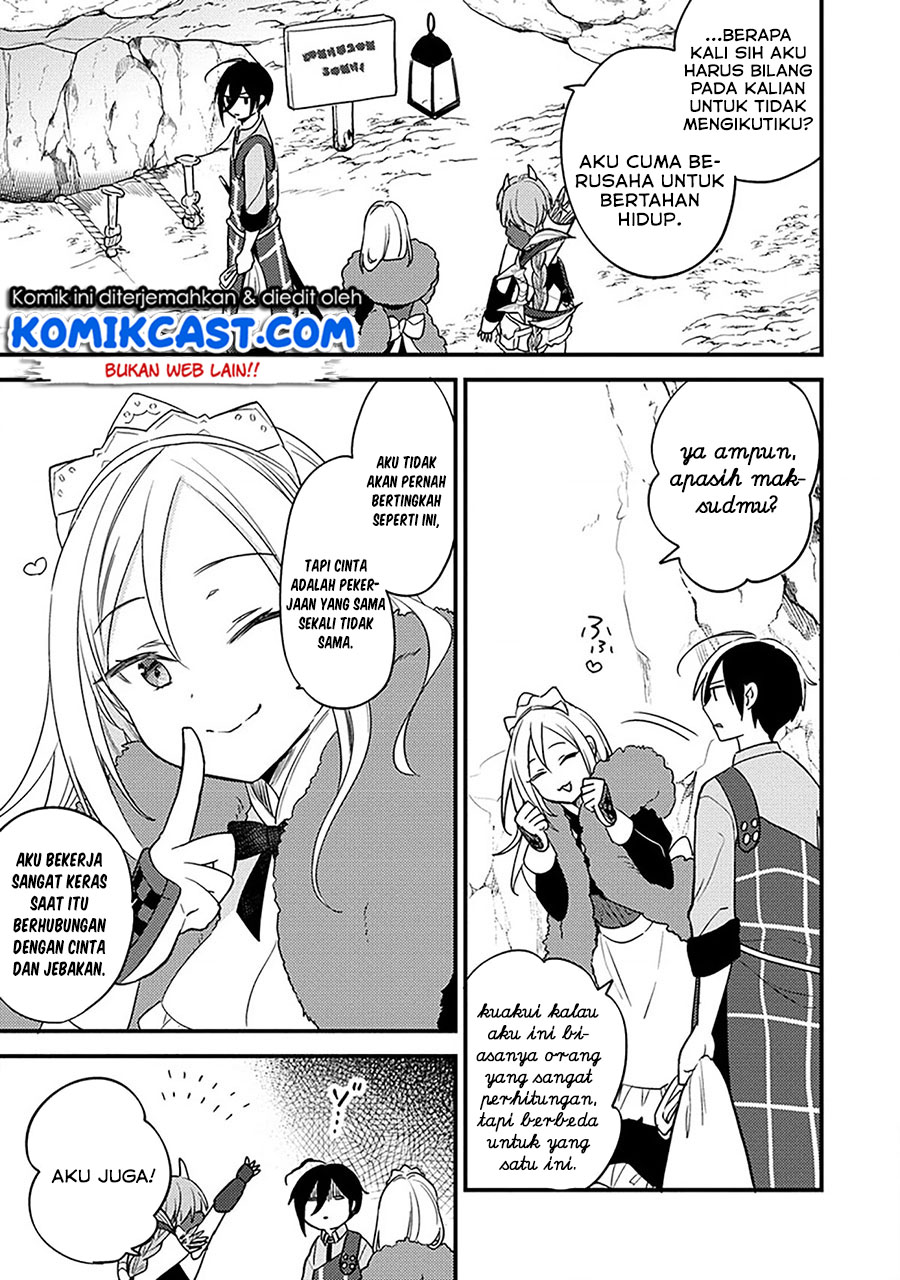 ...BERAPA
KALI SIH AKU
HARUS BILANG
PADA KALIAN
UNTUK TIDAK
MENGIKUTIKU?
AKU CUMA BE-
RUSAHA UNTUK
BERTAHAN
HIDUP.
Komik ini diterjemahkan & diedit oleh
KOMIKCAST.COM
BUKAN WEB LAIN!!
ya ampun,
apasih mak-
sudmu?
ふふ
kuakui kalau
aku ini bi-
asanya orang
yang sangat
perhitungan,
tapi berbeda
untuk yang
satu ini.
AKU TIDAK
AKAN PERNAH
BERTINGKAH
SEPERTI INI,
TAPI CINTA
ADALAH PEKER-
JAAN YANG SAMA
SEKALI TIDAK
SAMA.
AKU BEKERJA
SANGAT KERAS
SAAT ITU
BERHUBUNGAN
DENGAN CINTA
DAN JEBAKAN.
AKU JUGA!